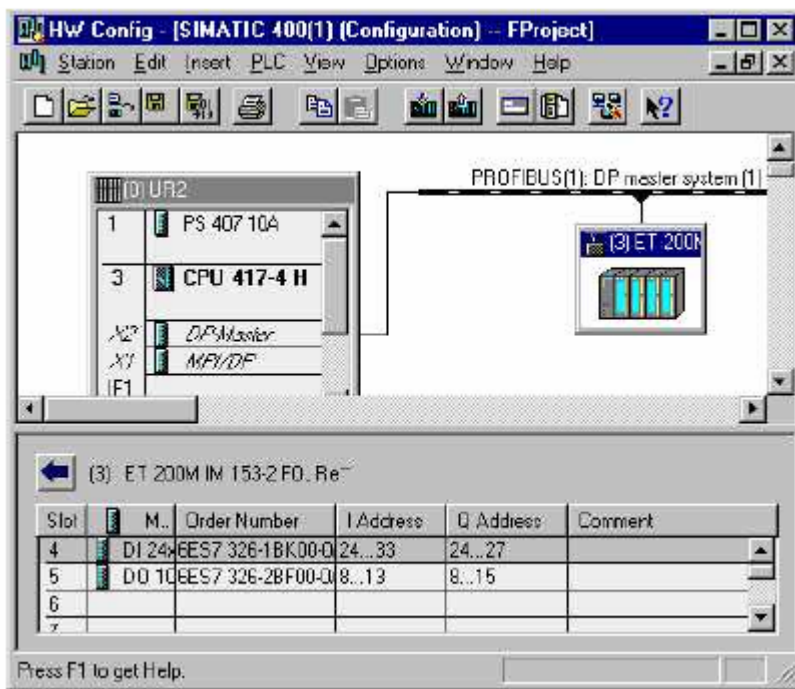 HW Config - [SIMATIC 400(1) (Configuration) -- FProject]
Station Edit Insert PLC View Options Window Help
(0) UR2
1 PS 407 10A
3 CPU 417-4 H
X2 DP Master
X1 MPI/DP
IF1
PROFIBUS(1): DP master system (1)
(3) ET 200M
(3) ET 200M IM 153-2 FO, Re
Slot M.. Order Number I Address Q Address Comment
4 DI 24x 6ES7 326-1BK00-0 24...33 24...27
5 DO 10 6ES7 326-2BF00-0 8...13 8...15
6
7
Press F1 to get Help.